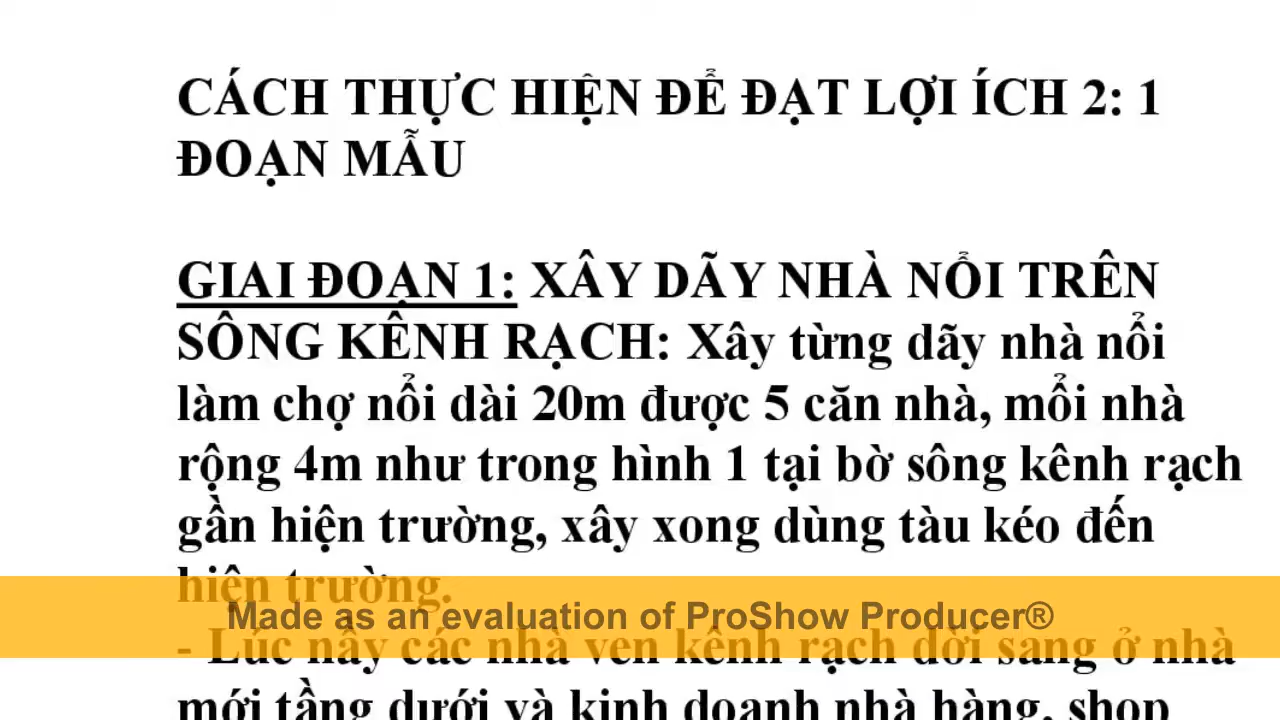 CÁCH THỰC HIỆN ĐỂ ĐẠT LỢI ÍCH 2: 1
ĐOẠN MẪU
GIAI ĐOẠN 1: XÂY DÃY NHÀ NỔI TRÊN
SÔNG KÊNH RẠCH: Xây từng dãy nhà nổi
làm chợ nổi dài 20m được 5 căn nhà, mổi nhà
rộng 4m như trong hình 1 tại bờ sông kênh rạch
gần hiện trường, xây xong dùng tàu kéo đến
hiện trường.
Made as an evaluation of ProShow Producer®
- Lúc nầy các nhà ven kênh rạch dời sang ở nhà
mới tầng dưới và kinh doanh nhà hàng, shop